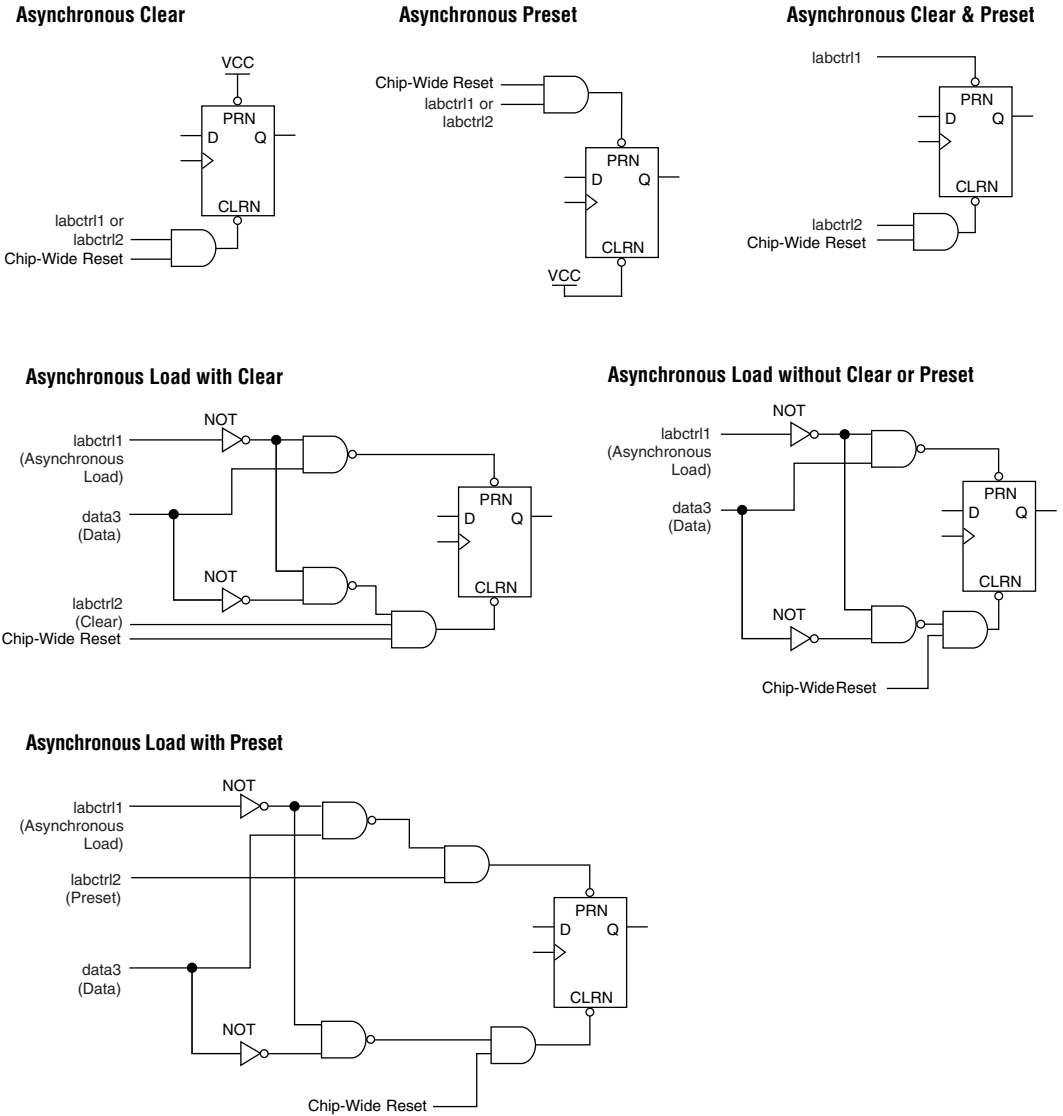 Asynchronous Clear
VCC
PRN
D
Q
CLRN
labctrl1 or
labctrl2
Chip-Wide Reset
Asynchronous Preset
Chip-Wide Reset
labctrl1 or
labctrl2
PRN
D
Q
CLRN
VCC
Asynchronous Clear & Preset
labctrl1
PRN
D
Q
CLRN
labctrl2
Chip-Wide Reset
Asynchronous Load with Clear
NOT
labctrl1
(Asynchronous
Load)
PRN
D
Q
data3
(Data)
NOT
CLRN
labctrl2
(Clear)
Chip-Wide Reset
Asynchronous Load without Clear or Preset
NOT
labctrl1
(Asynchronous
Load)
PRN
D
Q
data3
(Data)
CLRN
NOT
Chip-WideReset
Asynchronous Load with Preset
NOT
labctrl1
(Asynchronous
Load)
labctrl2
(Preset)
PRN
D
Q
data3
(Data)
CLRN
NOT
Chip-Wide Reset